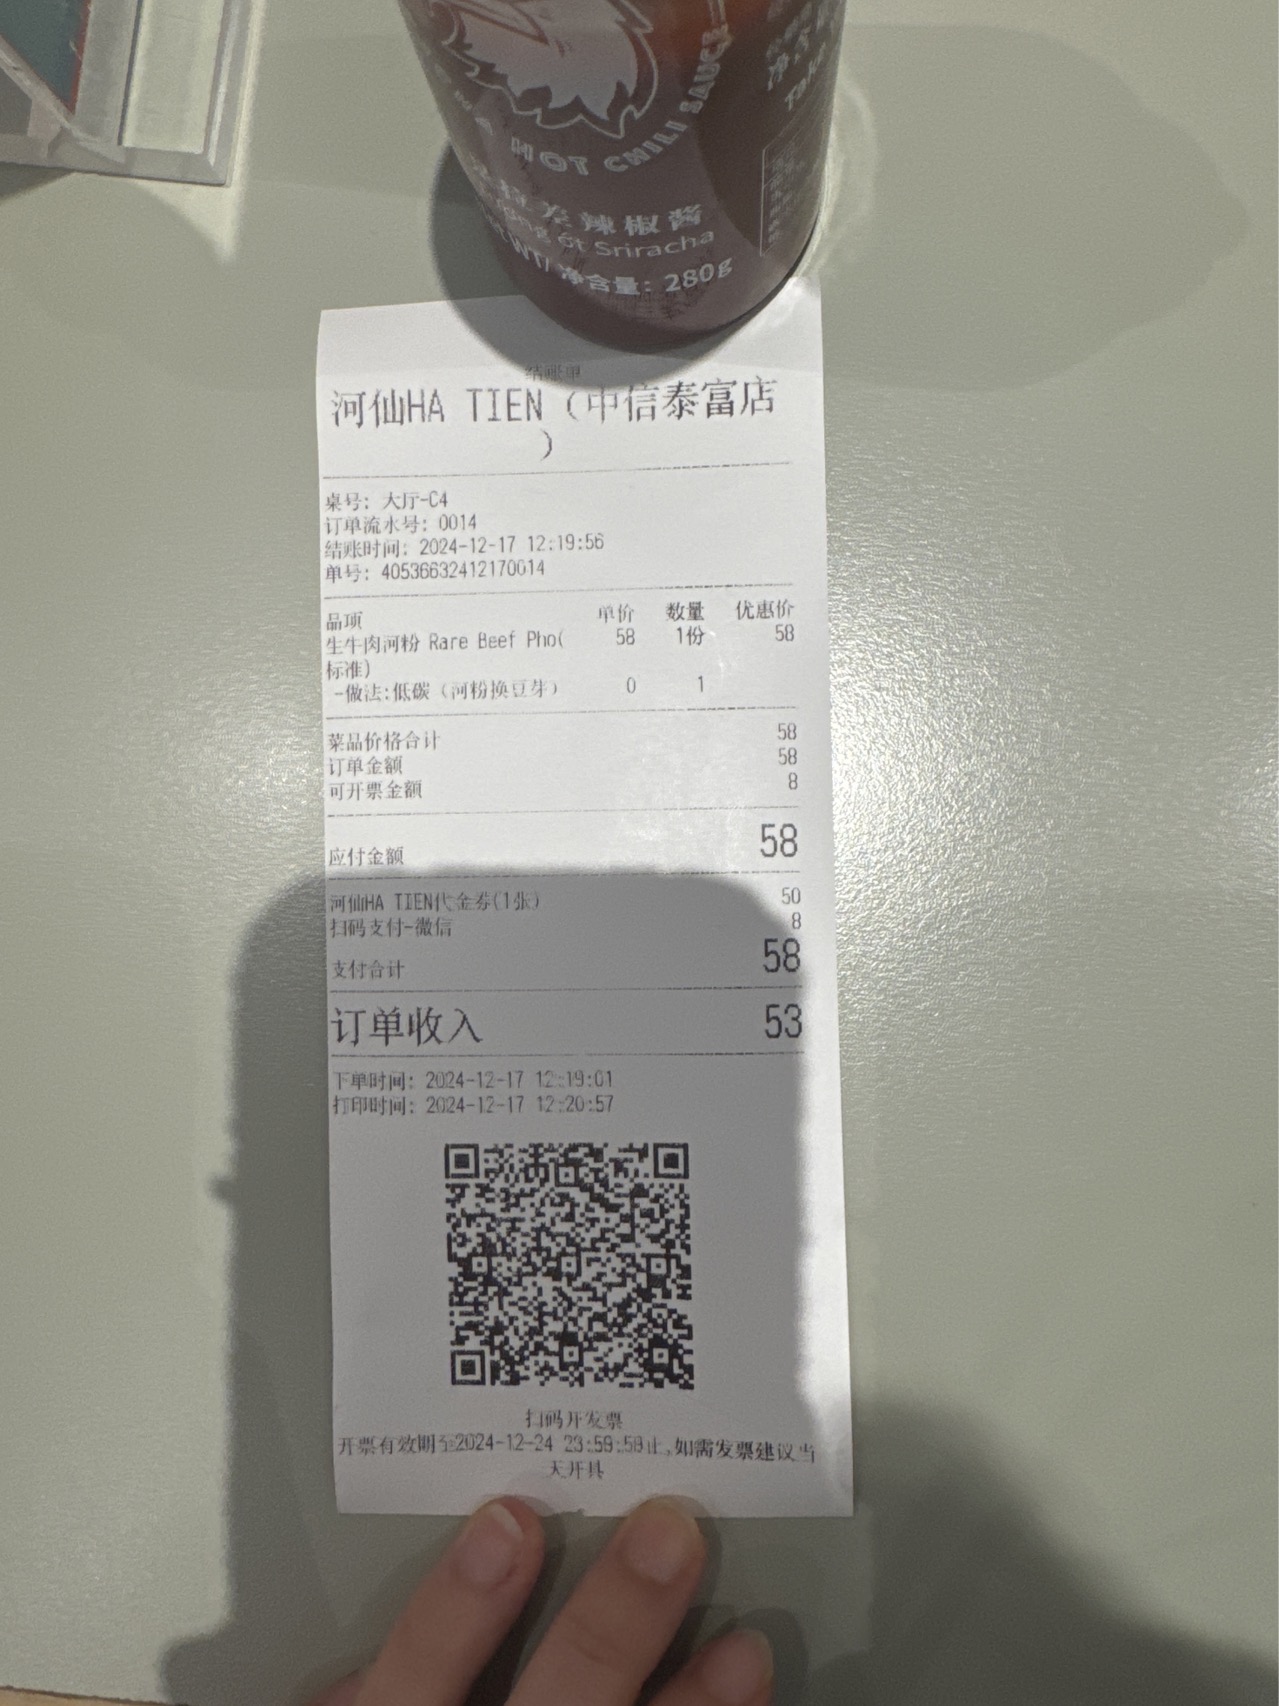 HOT CHILI SAUCE
辣椒酱
ót Sriracha
净含量: 280g
结账单
河仙HA TIEN（中信泰富店
）
桌号: 大厅-C4
订单流水号: 0014
结账时间: 2024-12-17 12:19:56
单号: 40536632412170014
品项 单价 数量 优惠价
生牛肉河粉 Rare Beef Pho( 58 1份 58
标准)
-做法:低碳（河粉换豆芽） 0 1
菜品价格合计 58
订单金额 58
可开票金额 8
应付金额 58
河仙HA TIEN代金券(1张) 50
扫码支付-微信 8
支付合计 58
订单收入 53
下单时间: 2024-12-17 12:19:01
打印时间: 2024-12-17 12:20:57
扫码开发票
开票有效期至2024-12-24 23:59:59止,如需发票建议当
天开具